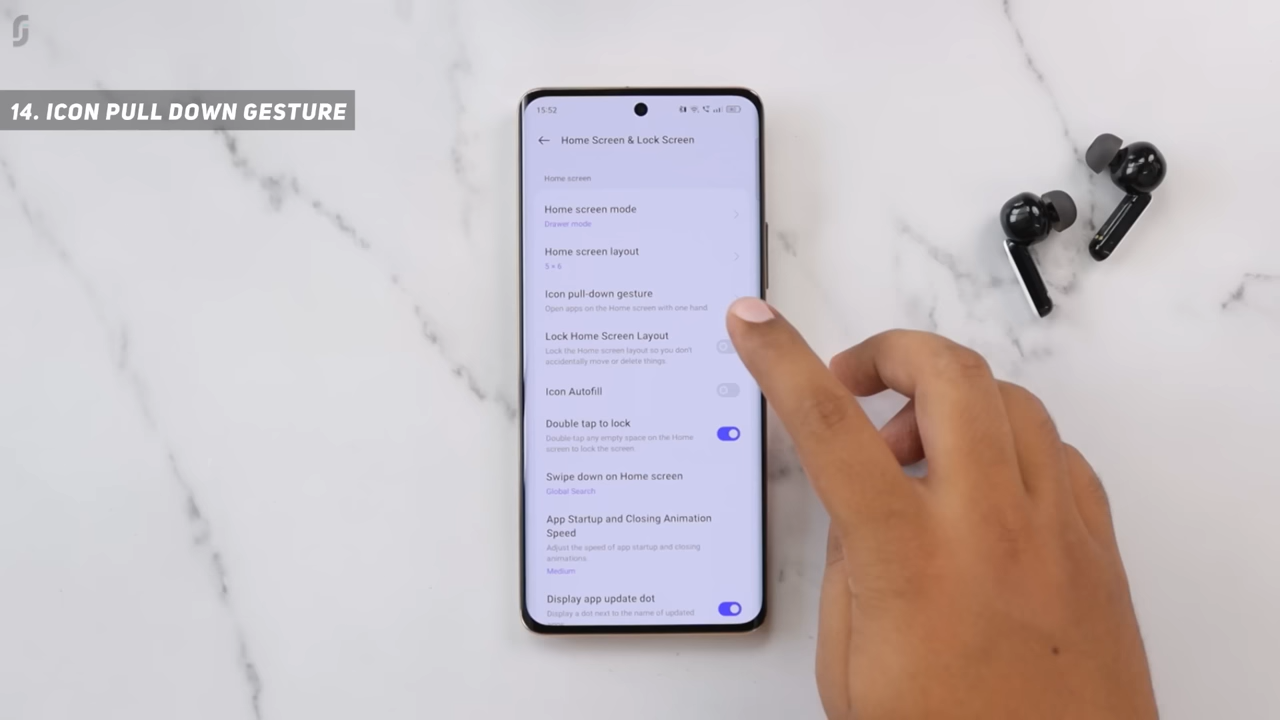 14. ICON PULL DOWN GESTURE
15:52
Home Screen & Lock Screen
Home screen
Home screen mode
Drawer mode
Home screen layout
5 × 6
Icon pull-down gesture
Open apps on the Home screen with one hand.
Lock Home Screen Layout
Lock the Home screen layout so you don't
accidentally move or delete things.
Icon Autofill
Double tap to lock
Double-tap any empty space on the Home
screen to lock the screen.
Swipe down on Home screen
Global Search
App Startup and Closing Animation
Speed
Adjust the speed of app startup and closing
animations.
Medium
Display app update dot
Display a dot next to the name of updated